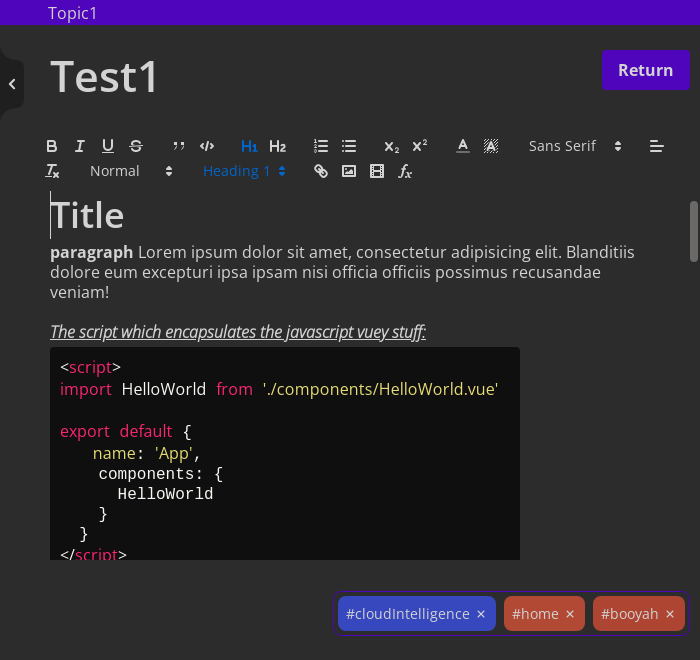 Topic1
Test1
Return
B I U S H1 H2 x2 x2 A A Sans Serif
Tx Normal Heading 1 fx
Title
paragraph Lorem ipsum dolor sit amet, consectetur adipisicing elit. Blanditiis
dolore eum excepturi ipsa ipsam nisi officia officiis possimus recusandae
veniam!
The script which encapsulates the javascript vuey stuff:
<script>
import HelloWorld from './components/HelloWorld.vue'
export default {
name: 'App',
components: {
HelloWorld
}
}
</script>
#cloudIntelligence × #home × #booyah ×